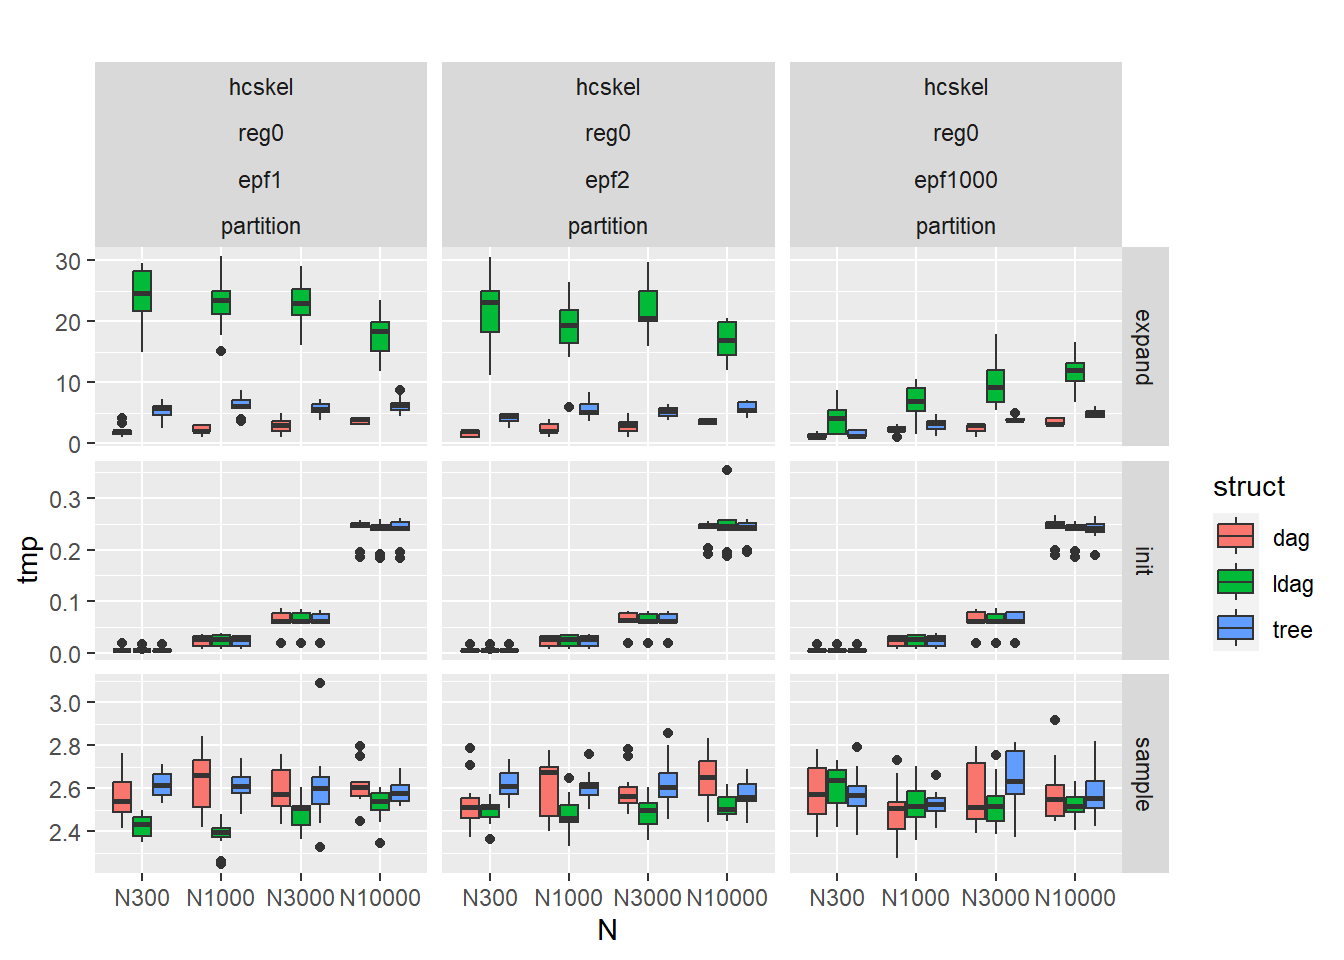 hcskel
reg0
epf1
partition
hcskel
reg0
epf2
partition
hcskel
reg0
epf1000
partition
30
20
10
0
expand
0.3
0.2
0.1
0.0
init
3.0
2.8
2.6
2.4
sample
N300 N1000 N3000 N10000
N300 N1000 N3000 N10000
N300 N1000 N3000 N10000
N
tmp
struct
dag
ldag
tree